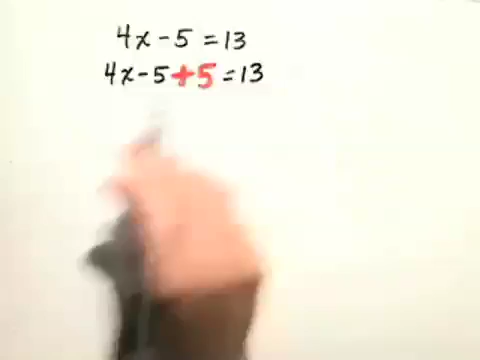 4x - 5 = 13
4x - 5 + 5 = 13